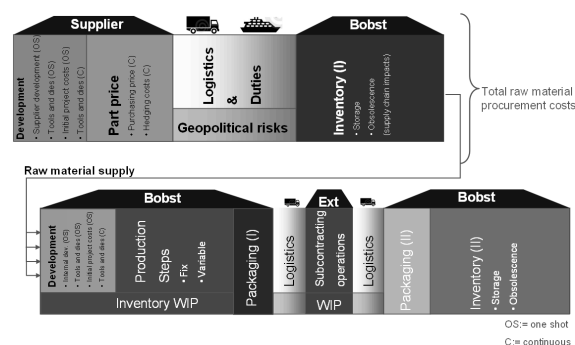 Supplier
Bobst
Development
• Supplier development (OS)
• Tools and dies (OS)
• Initial project costs (OS)
• Tools and dies (C)
Part price
• Purchasing price (C)
• Hedging costs (C)
Logistics
&
Duties
Geopolitical risks
Inventory (I)
• Storage
• Obsolescence
(supply chain impacts)
Total raw material
procurement costs
Raw material supply
Bobst
Ext
Bobst
Development
• Internal dev. (OS)
• Tools and dies (OS)
• Initial project costs (OS)
• Tools and dies (C)
Production
Steps
• Fix
• Variable
Inventory WIP
Packaging (I)
Logistics
Subcontracting
operations
WIP
Logistics
Packaging (II)
Inventory (II)
• Storage
• Obsolescence
OS:= one shot
C:= continuous